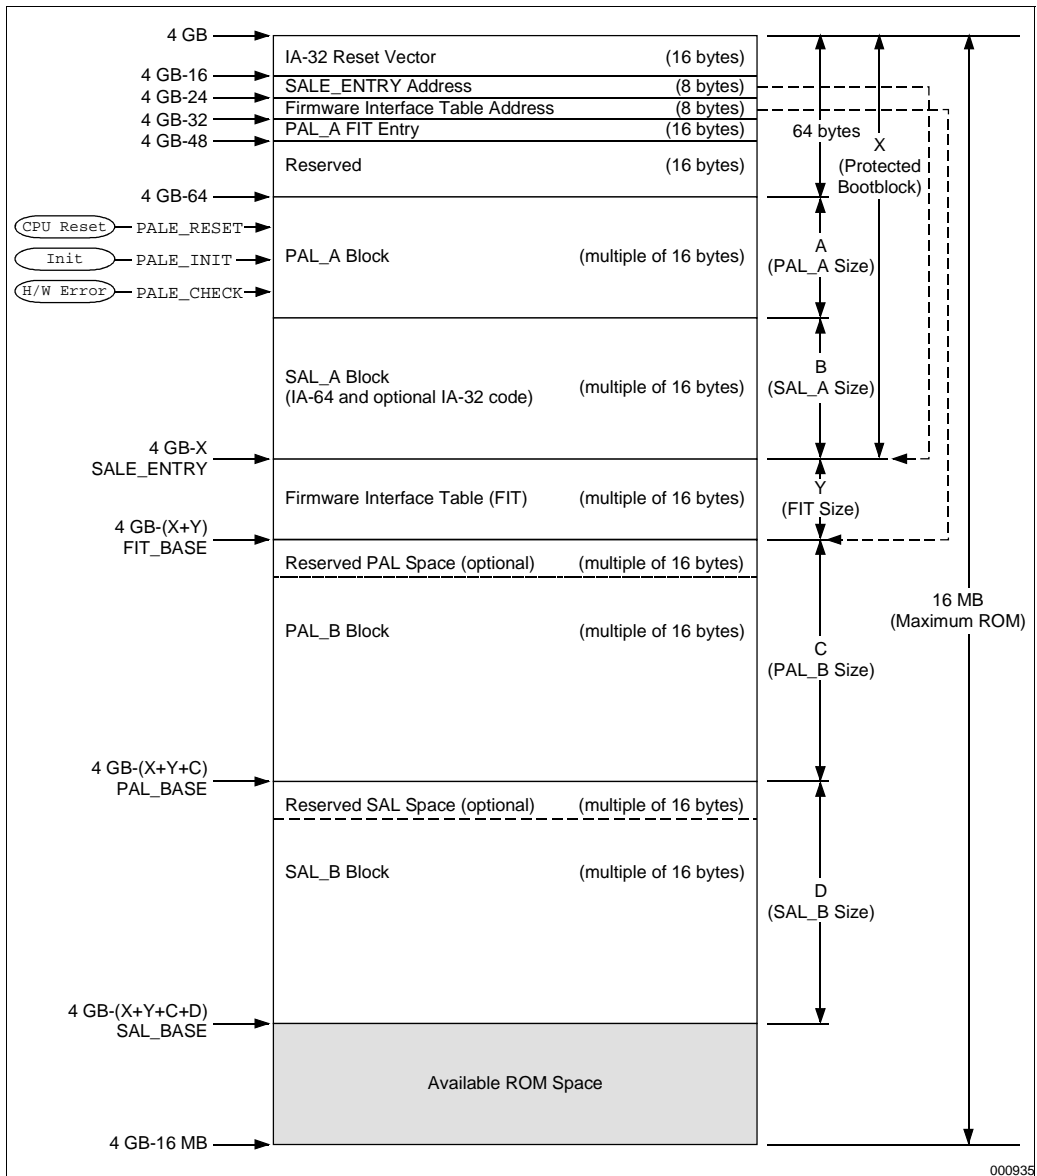 4 GB
IA-32 Reset Vector (16 bytes)
4 GB-16
SALE_ENTRY Address (8 bytes)
4 GB-24
Firmware Interface Table Address (8 bytes)
4 GB-32
PAL_A FIT Entry (16 bytes)
4 GB-48
Reserved (16 bytes)
64 bytes
X
(Protected
Bootblock)
4 GB-64
CPU Reset PALE_RESET
Init PALE_INIT
H/W Error PALE_CHECK
PAL_A Block (multiple of 16 bytes)
A
(PAL_A Size)
SAL_A Block
(IA-64 and optional IA-32 code) (multiple of 16 bytes)
B
(SAL_A Size)
4 GB-X
SALE_ENTRY
Firmware Interface Table (FIT) (multiple of 16 bytes)
Y
(FIT Size)
4 GB-(X+Y)
FIT_BASE
Reserved PAL Space (optional) (multiple of 16 bytes)
16 MB
(Maximum ROM)
PAL_B Block (multiple of 16 bytes)
C
(PAL_B Size)
4 GB-(X+Y+C)
PAL_BASE
Reserved SAL Space (optional) (multiple of 16 bytes)
SAL_B Block (multiple of 16 bytes)
D
(SAL_B Size)
4 GB-(X+Y+C+D)
SAL_BASE
Available ROM Space
4 GB-16 MB
000935